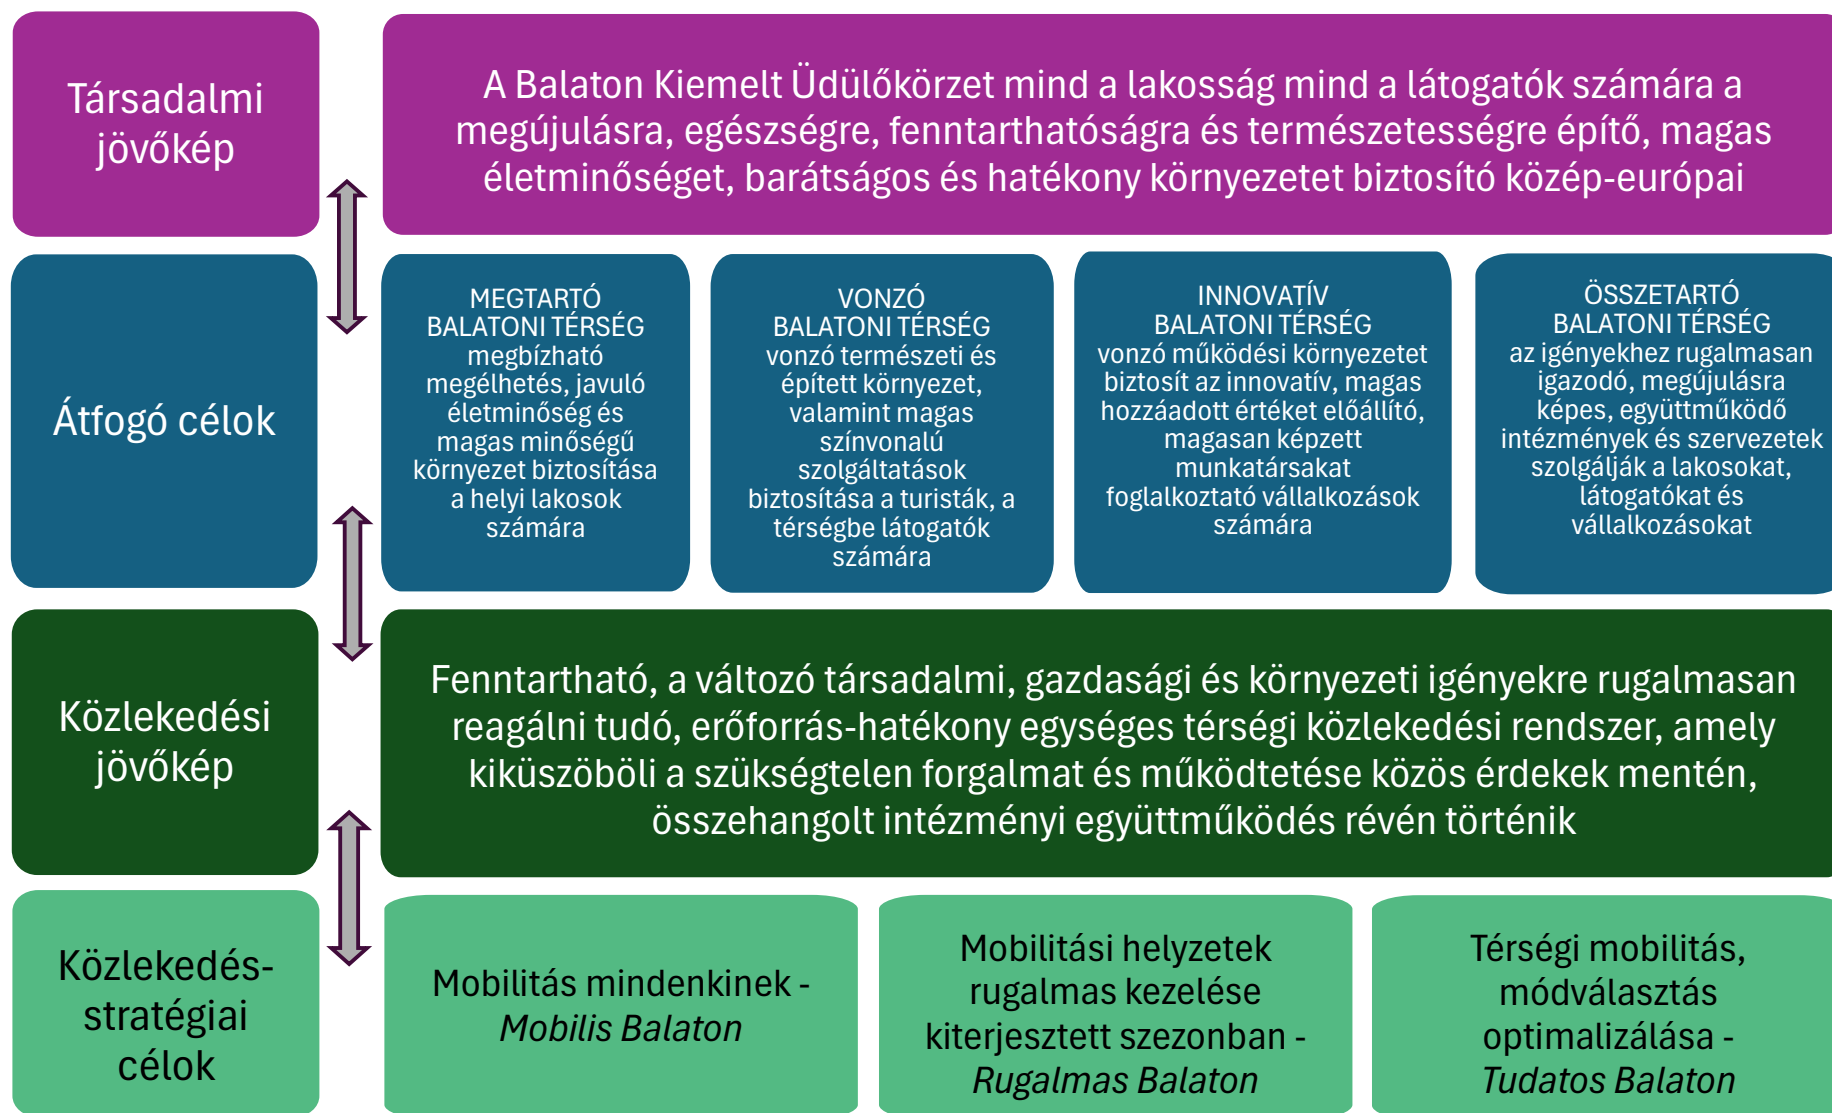 Társadalmi
jövőkép
A Balaton Kiemelt Üdülőkörzet mind a lakosság mind a látogatók számára a
megújulásra, egészségre, fenntarthatóságra és természetességre építő, magas
életminőséget, barátságos és hatékony környezetet biztosító közép-európai
Átfogó célok
MEGTARTÓ
BALATONI TÉRSÉG
megbízható
megélhetés, javuló
életminőség és
magas minőségű
környezet biztosítása
a helyi lakosok
számára
VONZÓ
BALATONI TÉRSÉG
vonzó természeti és
épített környezet,
valamint magas
színvonalú
szolgáltatások
biztosítása a turisták, a
térségbe látogatók
számára
INNOVATÍV
BALATONI TÉRSÉG
vonzó működési környezetet
biztosít az innovatív, magas
hozzáadott értéket előállító,
magasan képzett
munkatársakat
foglalkoztató vállalkozások
számára
ÖSSZETARTÓ
BALATONI TÉRSÉG
az igényekhez rugalmasan
igazodó, megújulásra
képes, együttműködő
intézmények és szervezetek
szolgálják a lakosokat,
látogatókat és
vállalkozásokat
Közlekedési
jövőkép
Fenntartható, a változó társadalmi, gazdasági és környezeti igényekre rugalmasan
reagálni tudó, erőforrás-hatékony egységes térségi közlekedési rendszer, amely
kiküszöböli a szükségtelen forgalmat és működtetése közös érdekek mentén,
összehangolt intézményi együttműködés révén történik
Közlekedés-
stratégiai
célok
Mobilitás mindenkinek -
Mobilis Balaton
Mobilitási helyzetek
rugalmas kezelése
kiterjesztett szezonban -
Rugalmas Balaton
Térségi mobilitás,
módválasztás
optimalizálása -
Tudatos Balaton